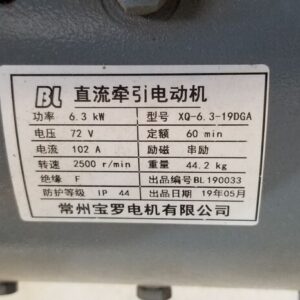 BL 直流牵引电动机
功率 6.3 kW 型号 XQ-6.3-19DGA
电压 72 V 定额 60 min
电流 102 A 励磁 串励
转速 2500 r/min 重量 44.2 kg
绝缘 F 出品编号 BL190033
防护等级 IP 44 出品日期 19年05月
常州宝罗电机有限公司